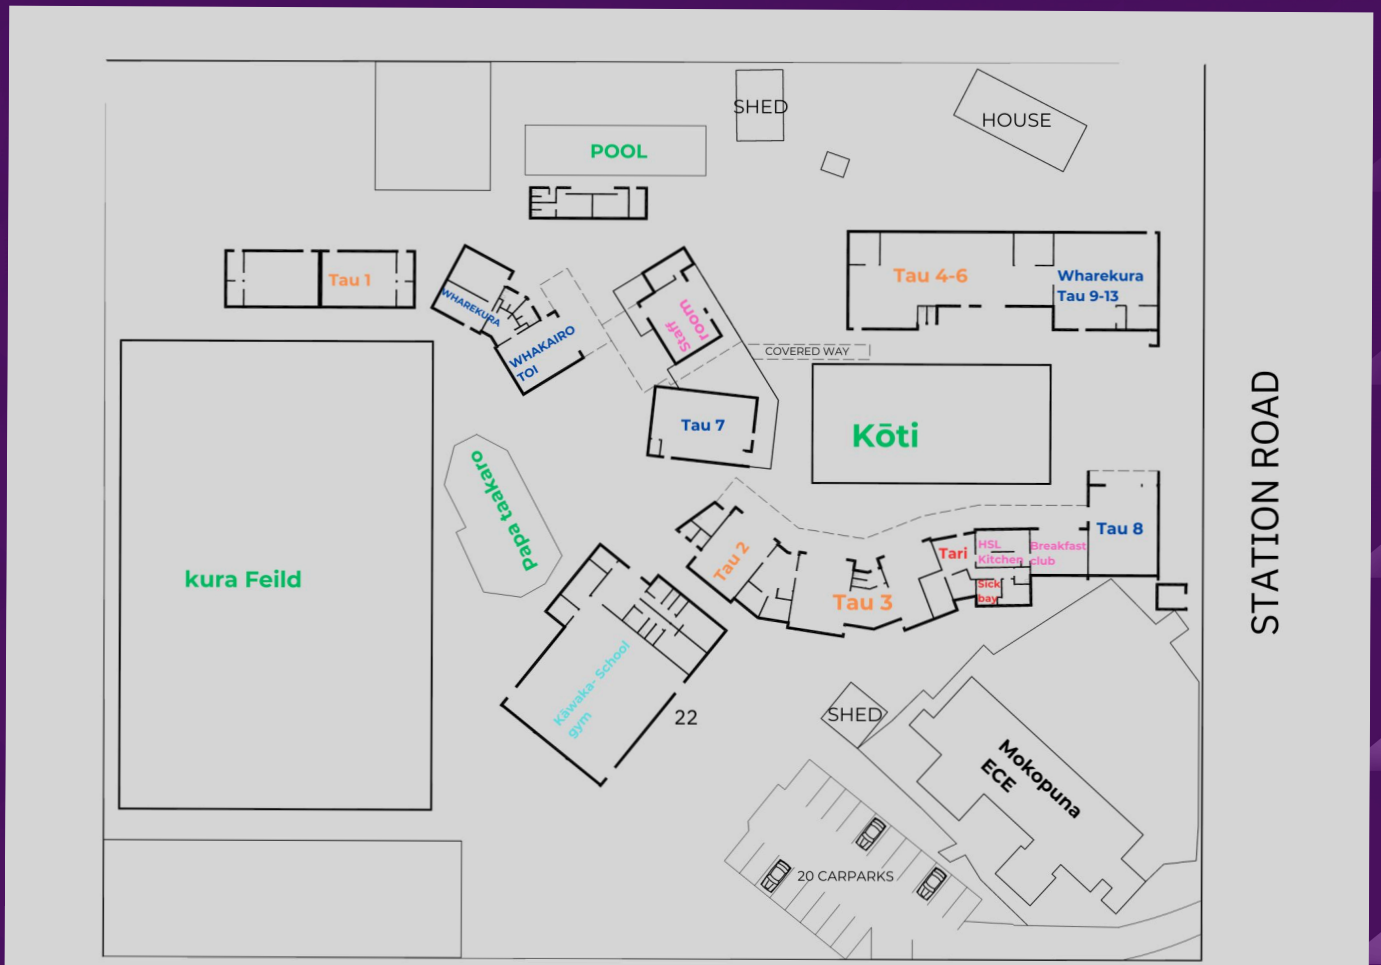 SHED
HOUSE
POOL
Tau 1
WHAREKURA
WHAKAIRO
TOI
Staff
room
Tau 4-6
Wharekura
Tau 9-13
COVERED WAY
Tau 7
Kōti
STATION ROAD
Papa taakaro
kura Feild
Tau 2
Tau 3
Tari
HSL
Kitchen
Breakfast
club
Sick
bay
Tau 8
Kāwaka- School
gym
22
SHED
Mokopuna
ECE
20 CARPARKS